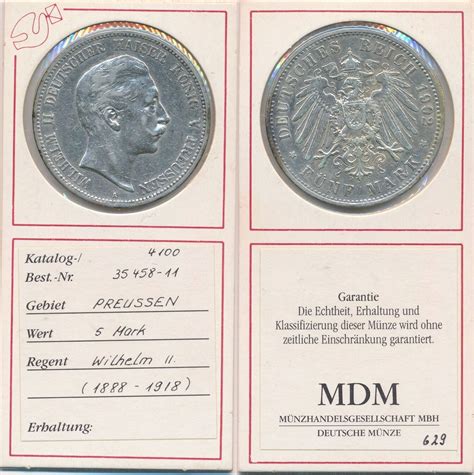 WILHELM II DEUTSCHER KAISER KÖNIG V. PREUSSEN
A
Katalog-/ 4100
Best.-Nr. 35458-11
Gebiet PREUSSEN
Wert 5 Mark
Regent Wilhelm II.
(1888 - 1918)
Erhaltung:
DEUTSCHES REICH 1902
FÜNF MARK
Garantie
Die Echtheit, Erhaltung und
Klassifizierung dieser Münze wird ohne
zeitliche Einschränkung garantiert.
MDM
MÜNZHANDELSGESELLSCHAFT MBH
DEUTSCHE MÜNZE
629